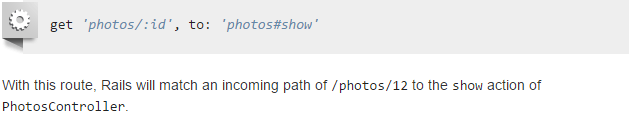 get 'photos/:id', to: 'photos#show'
With this route, Rails will match an incoming path of /photos/12 to the show action of
PhotosController.